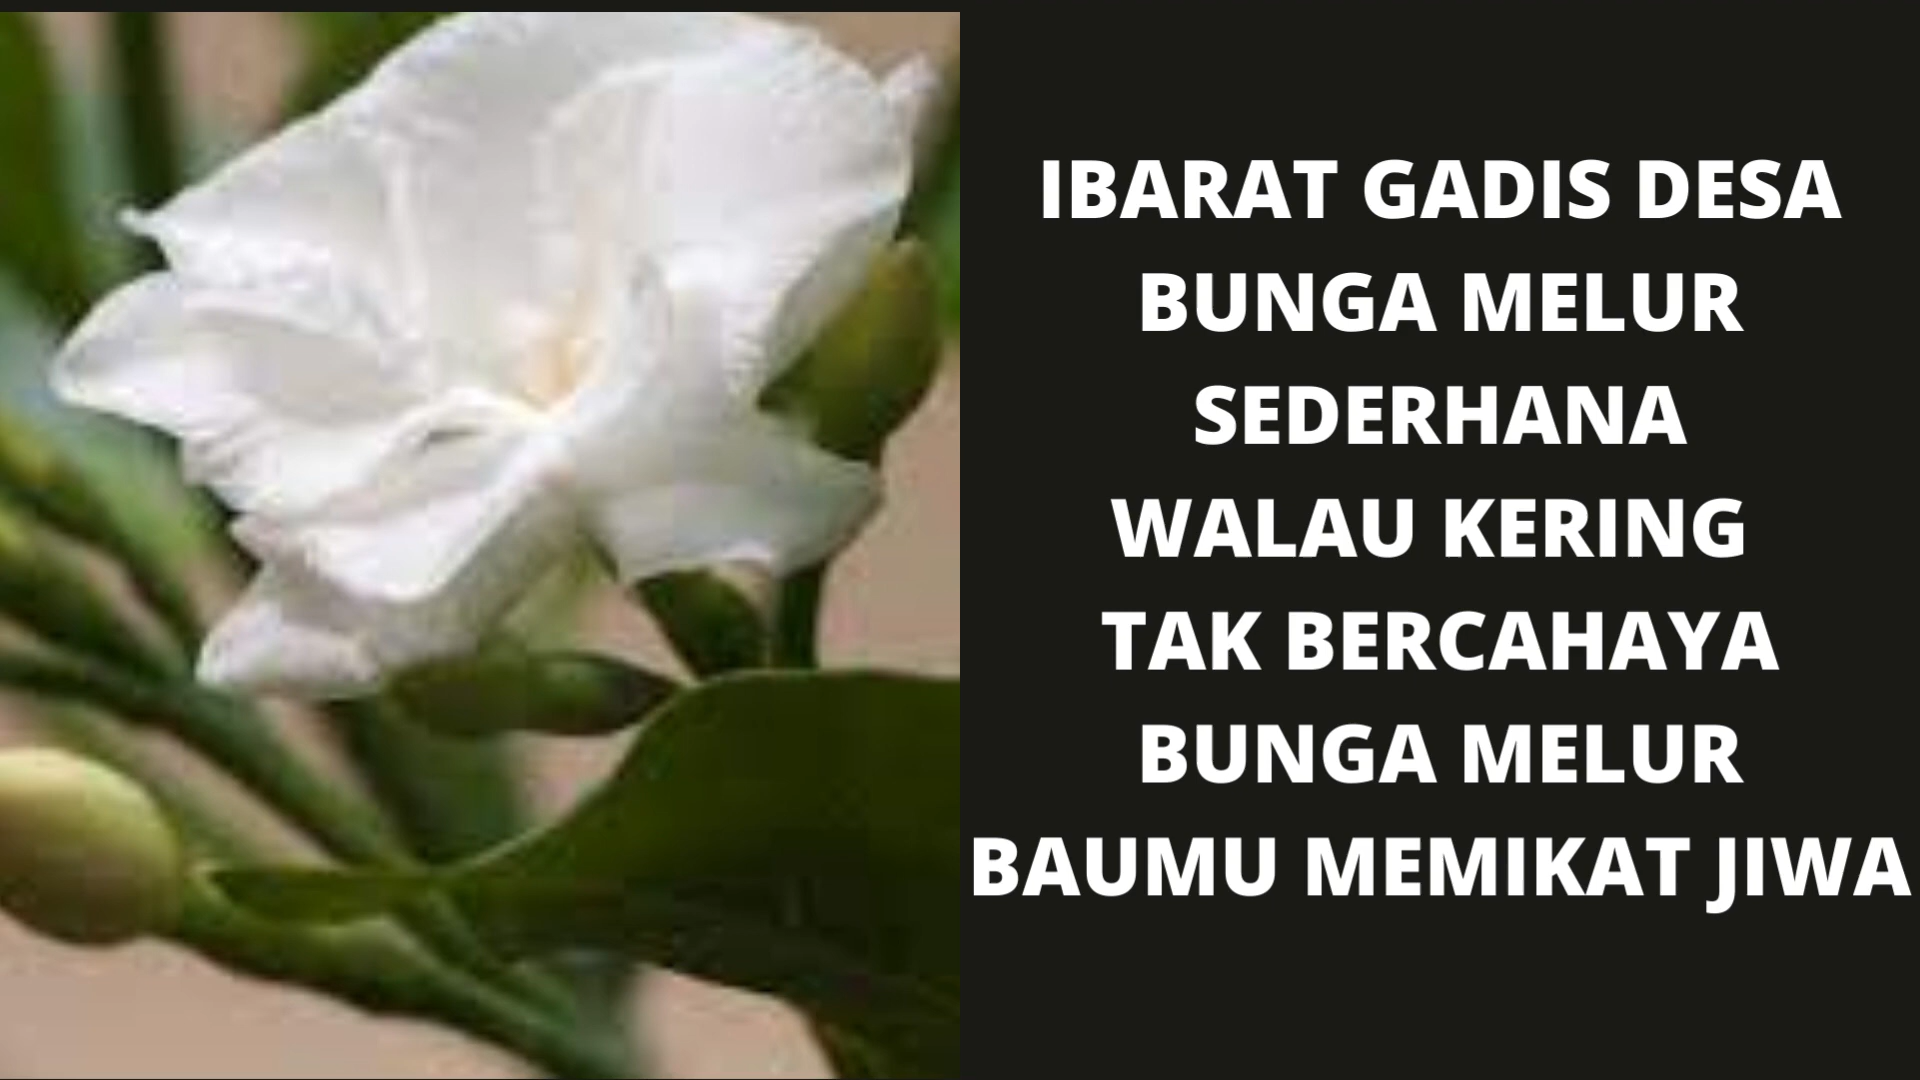 IBARAT GADIS DESA
BUNGA MELUR
SEDERHANA
WALAU KERING
TAK BERCAHAYA
BUNGA MELUR
BAUMU MEMIKAT JIWA